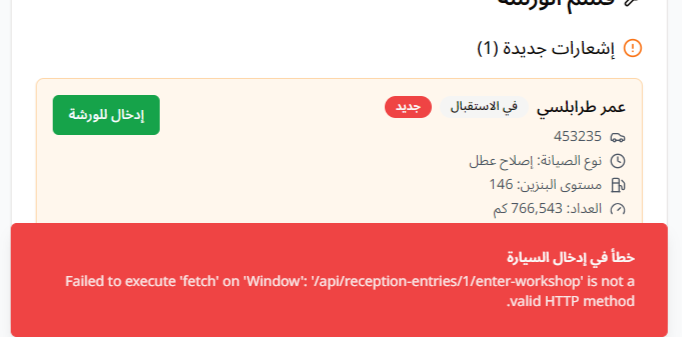 قسم الورشة
إشعارات جديدة (1)
عمر طرابلسي في الاستقبال جديد إدخال للورشة
453235
نوع الصيانة: إصلاح عطل
مستوى البنزين: 146
العداد: 766,543 كم
خطأ في إدخال السيارة
Failed to execute 'fetch' on 'Window': '/api/reception-entries/1/enter-workshop' is not a
.valid HTTP method